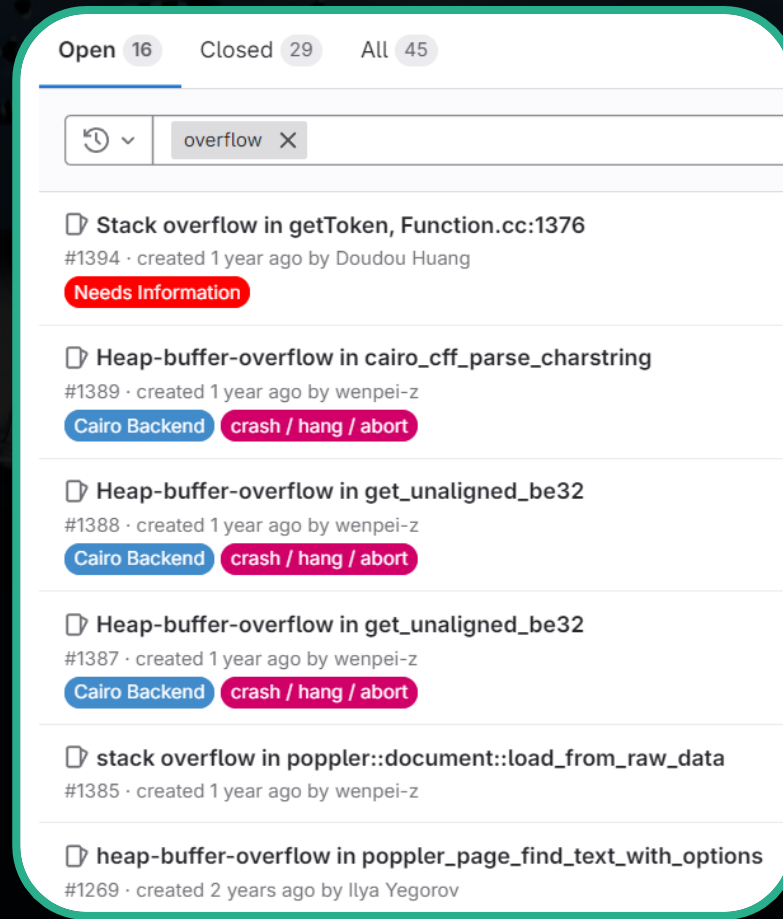 Open 16 Closed 29 All 45
overflow
Stack overflow in getToken, Function.cc:1376
#1394 · created 1 year ago by Doudou Huang
Needs Information
Heap-buffer-overflow in cairo_cff_parse_charstring
#1389 · created 1 year ago by wenpei-z
Cairo Backend crash / hang / abort
Heap-buffer-overflow in get_unaligned_be32
#1388 · created 1 year ago by wenpei-z
Cairo Backend crash / hang / abort
Heap-buffer-overflow in get_unaligned_be32
#1387 · created 1 year ago by wenpei-z
Cairo Backend crash / hang / abort
stack overflow in poppler::document::load_from_raw_data
#1385 · created 1 year ago by wenpei-z
heap-buffer-overflow in poppler_page_find_text_with_options
#1269 · created 2 years ago by Ilya Yegorov